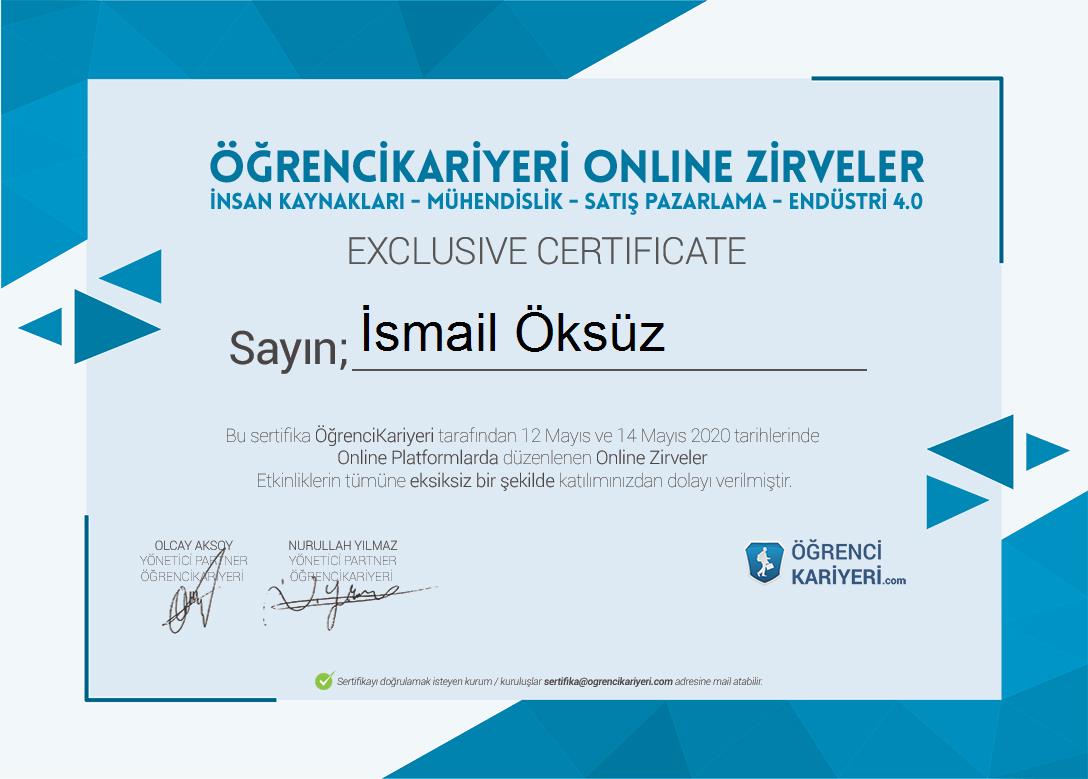 ÖĞRENCİKARİYERİ ONLINE ZİRVELER
İNSAN KAYNAKLARI - MÜHENDİSLİK - SATIŞ PAZARLAMA - ENDÜSTRİ 4.0
EXCLUSIVE CERTIFICATE
Sayın; İsmail Öksüz
Bu sertifika ÖğrenciKariyeri tarafından 12 Mayıs ve 14 Mayıs 2020 tarihlerinde
Online Platformlarda düzenlenen Online Zirveler
Etkinliklerin tümüne eksiksiz bir şekilde katılımınızdan dolayı verilmiştir.
OLCAY AKSOY
YÖNETİCİ PARTNER
ÖĞRENCİKARİYERİ
NURULLAH YILMAZ
YÖNETİCİ PARTNER
ÖĞRENCİKARİYERİ
ÖĞRENCİ
KARİYERİ.com
Sertifikayı doğrulamak isteyen kurum / kuruluşlar sertifika@ogrencikariyeri.com adresine mail atabilir.